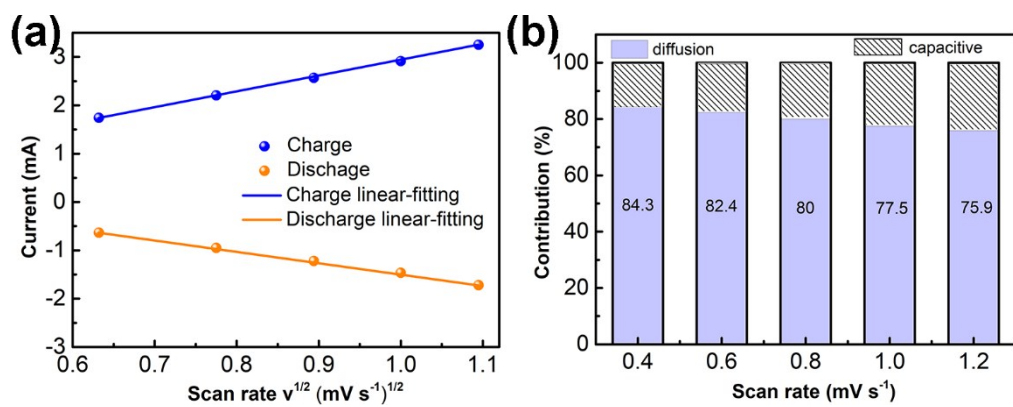 (a)
Current (mA)
3
2
1
0
-1
-2
-3
Charge
Dischage
Charge linear-fitting
Discharge linear-fitting
0.6 0.7 0.8 0.9 1.0 1.1
Scan rate v^{1/2} (mV s^{-1})^{1/2}
(b)
diffusion
capacitive
Contribution (%)
100
80
60
40
20
0
84.3 82.4 80 77.5 75.9
0.4 0.6 0.8 1.0 1.2
Scan rate (mV s^{-1})